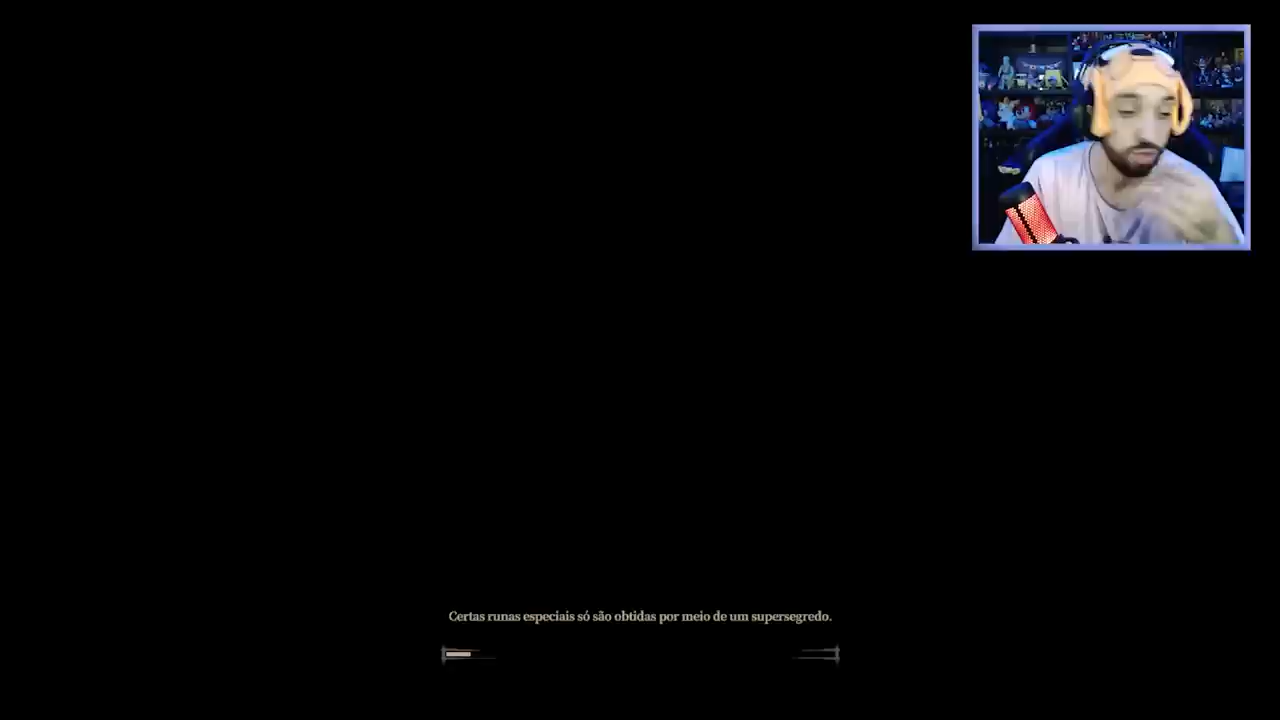 Certas runas especiais só são obtidas por meio de um supersegredo.